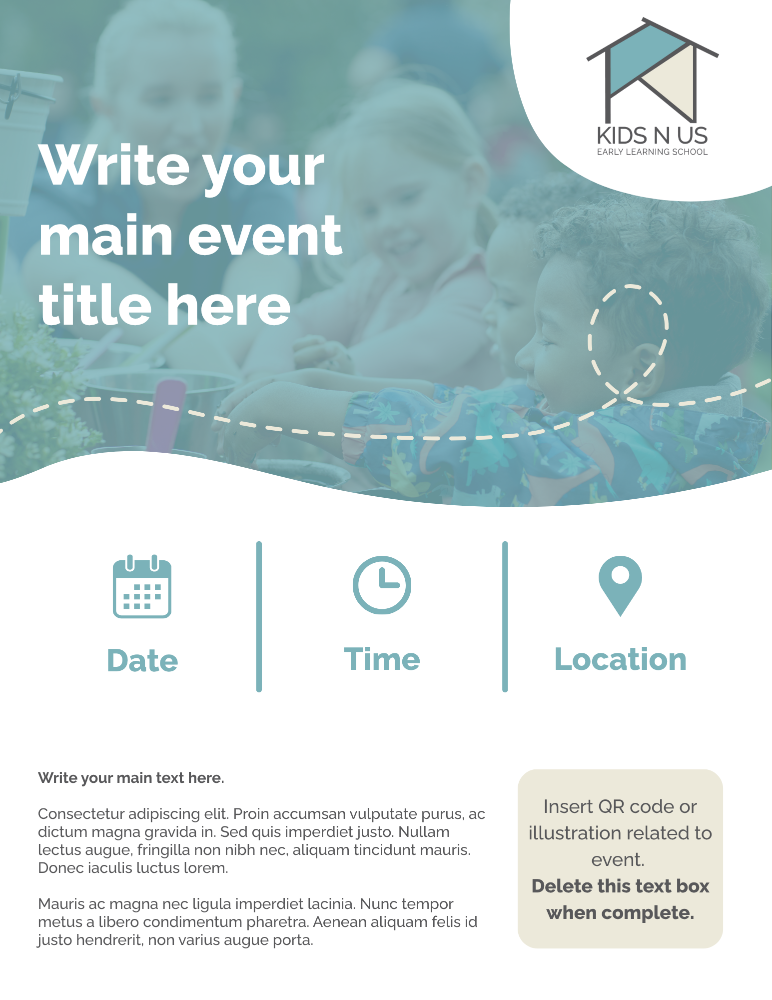 KIDS N US
EARLY LEARNING SCHOOL
Write your
main event
title here
Date
Time
Location
Write your main text here.
Consectetur adipiscing elit. Proin accumsan vulputate purus, ac
dictum magna gravida in. Sed quis imperdiet justo. Nullam
lectus augue, fringilla non nibh nec, aliquam tincidunt mauris.
Donec iaculis luctus lorem.
Mauris ac magna nec ligula imperdiet lacinia. Nunc tempor
metus a libero condimentum pharetra. Aenean aliquam felis id
justo hendrerit, non varius augue porta.
Insert QR code or
illustration related to
event.
Delete this text box
when complete.